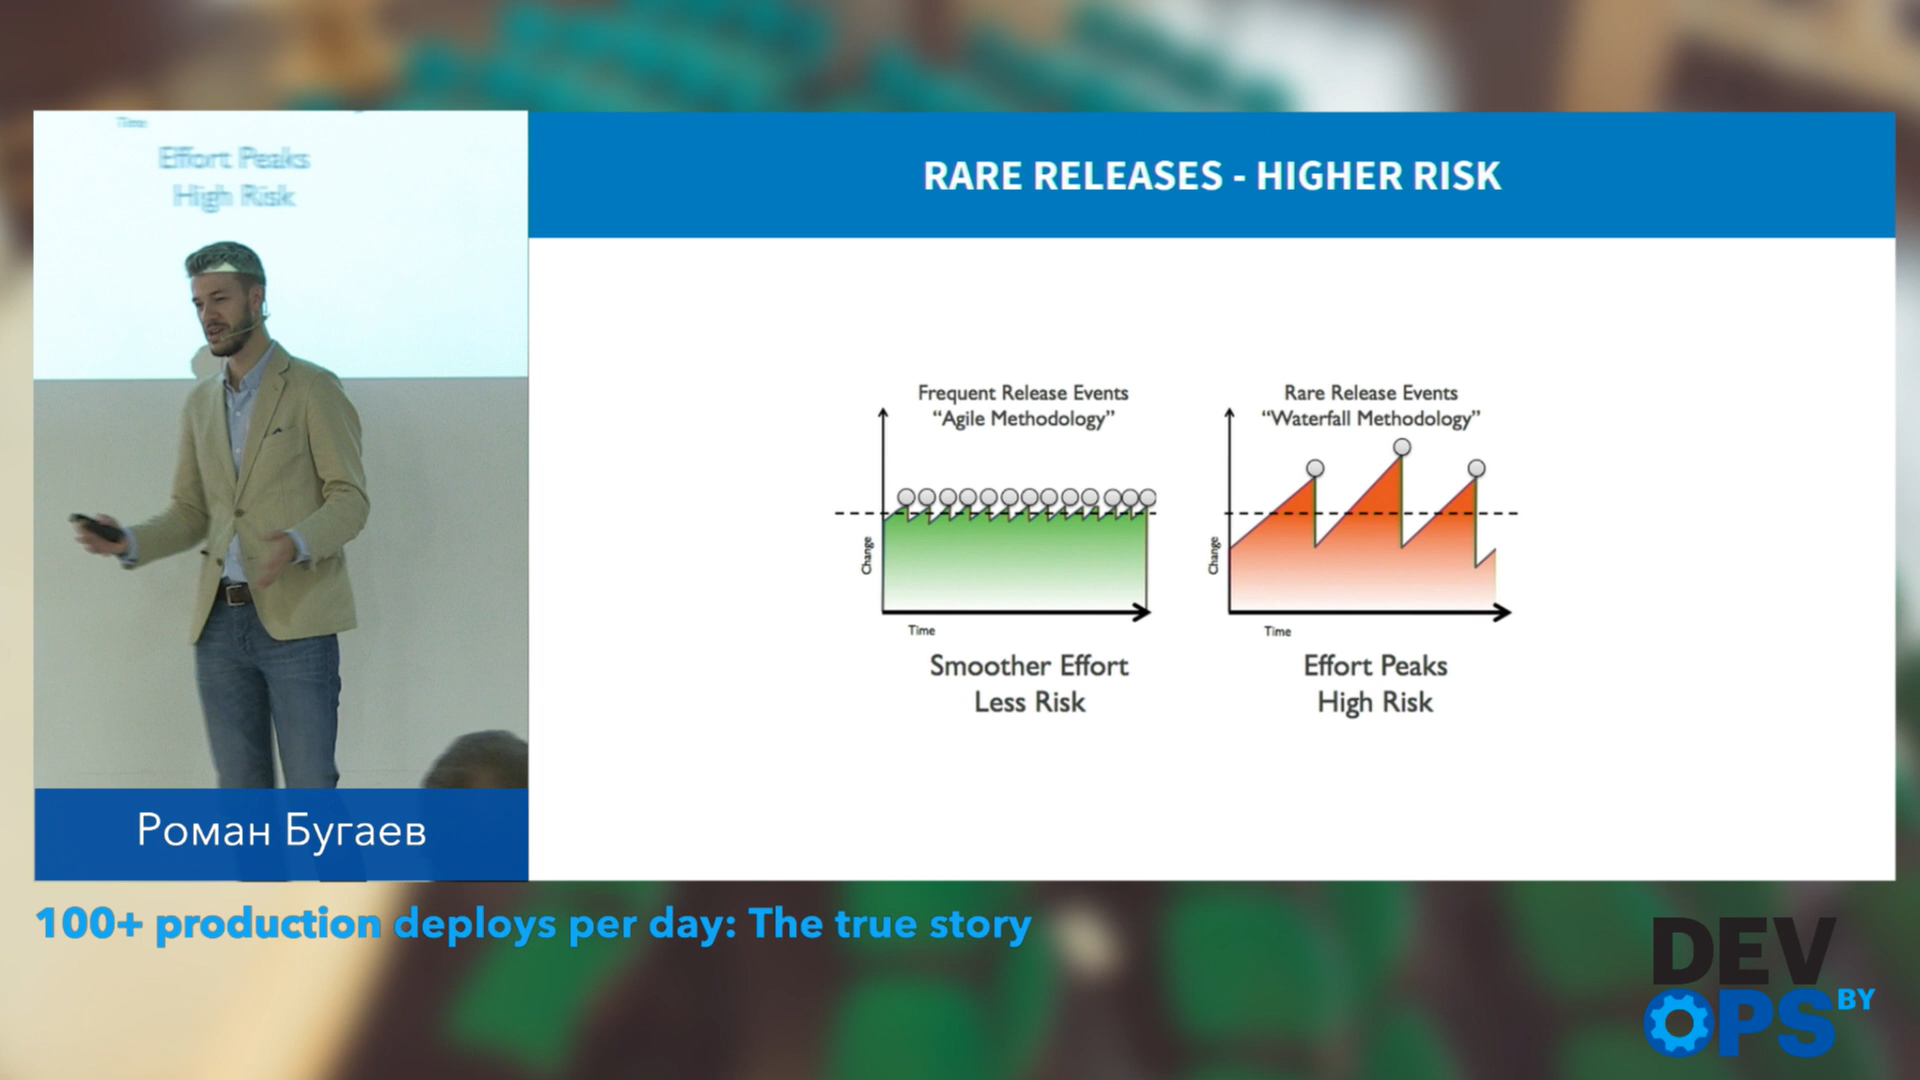 Time
Effort Peaks
High Risk
RARE RELEASES - HIGHER RISK
Frequent Release Events
“Agile Methodology”
Change
Time
Smoother Effort
Less Risk
Rare Release Events
“Waterfall Methodology”
Change
Time
Effort Peaks
High Risk
Роман Бугаев
100+ production deploys per day: The true story
DEV
OPS BY